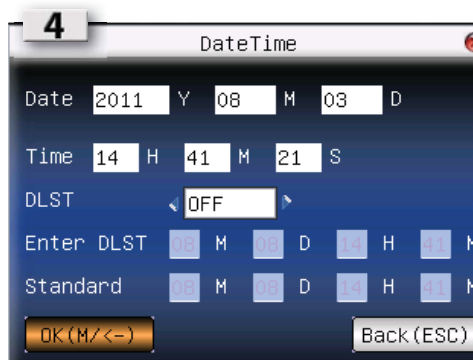 4
DateTime
Date 2011 Y 08 M 03 D
Time 14 H 41 M 21 S
DLST OFF
Enter DLST 08 M 08 D 14 H 41 M
Standard 08 M 08 D 14 H 41 M
OK(M/<-) Back(ESC)